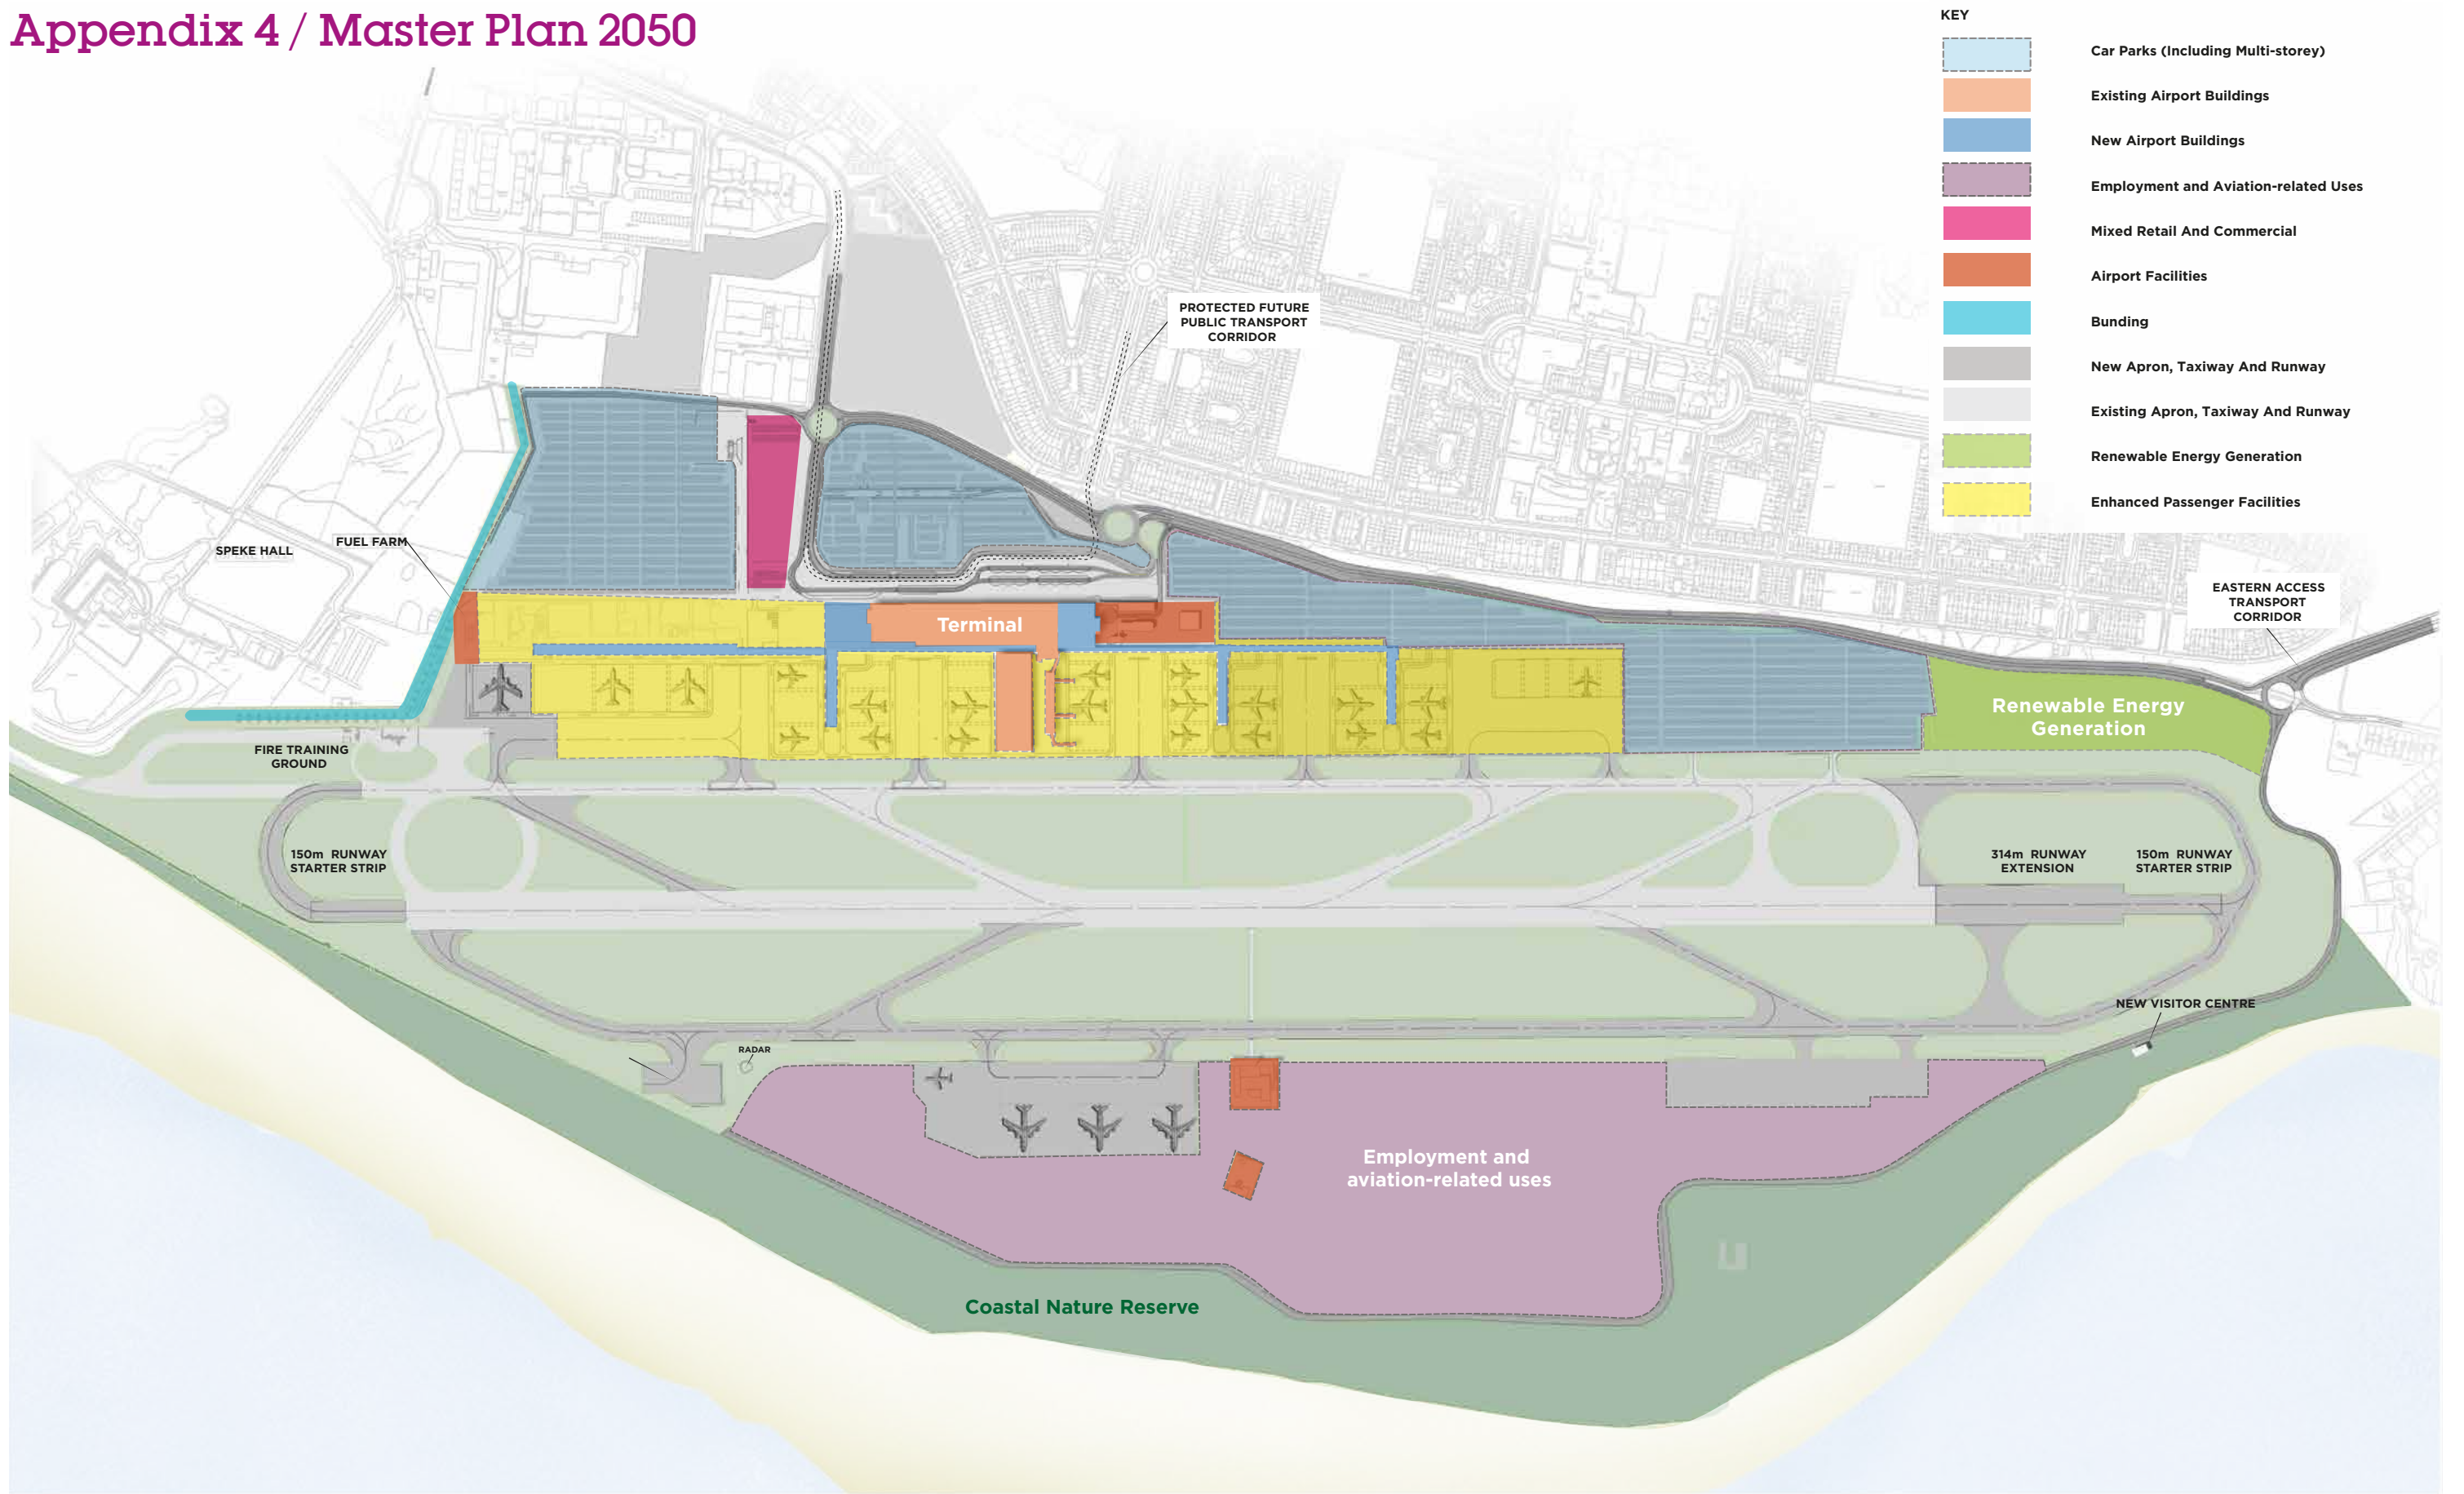 Appendix 4 / Master Plan 2050
KEY
Car Parks (Including Multi-storey)
Existing Airport Buildings
New Airport Buildings
Employment and Aviation-related Uses
Mixed Retail And Commercial
Airport Facilities
Bunding
New Apron, Taxiway And Runway
Existing Apron, Taxiway And Runway
Renewable Energy Generation
Enhanced Passenger Facilities
PROTECTED FUTURE
PUBLIC TRANSPORT
CORRIDOR
SPEKE HALL
FUEL FARM
EASTERN ACCESS
TRANSPORT
CORRIDOR
Terminal
Renewable Energy
Generation
FIRE TRAINING
GROUND
150m RUNWAY
STARTER STRIP
314m RUNWAY
EXTENSION
150m RUNWAY
STARTER STRIP
NEW VISITOR CENTRE
RADAR
Employment and
aviation-related uses
Coastal Nature Reserve